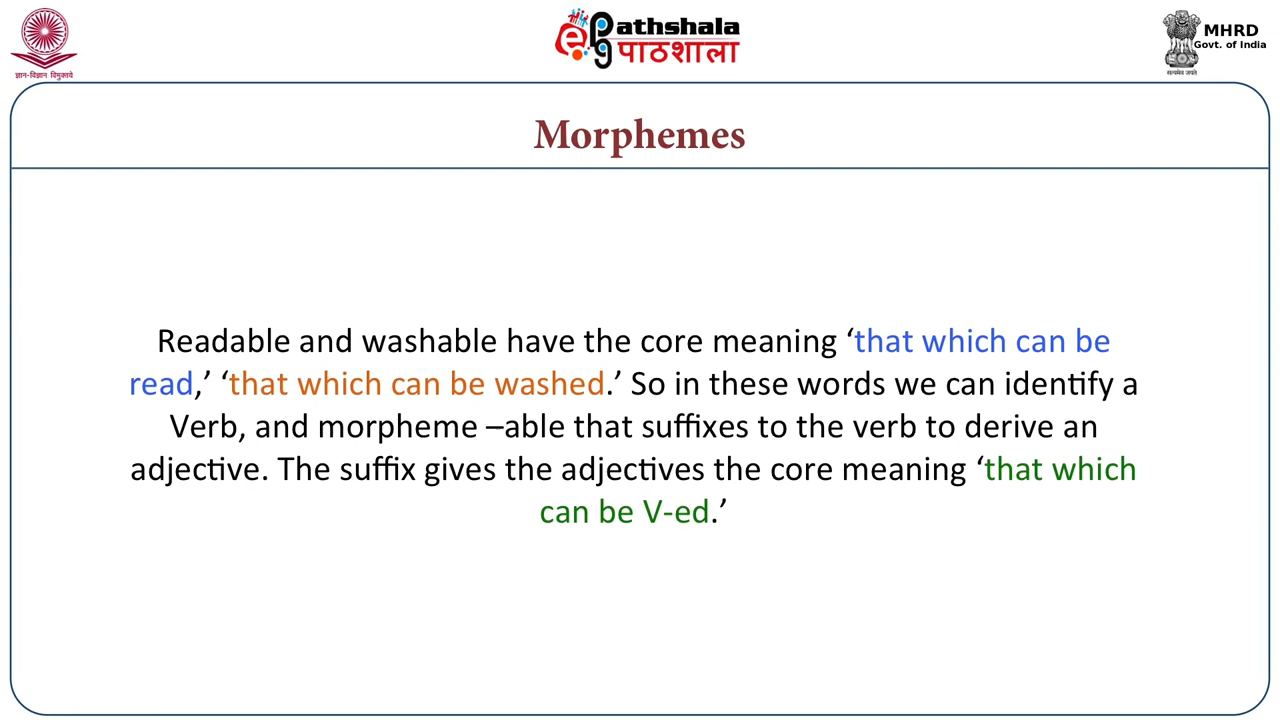 ज्ञान-विज्ञान विमुक्तये
ePG Pathshala
पाठशाला
MHRD
Govt. of India
सत्यमेव जयते
Morphemes
Readable and washable have the core meaning ‘that which can be
read,’ ‘that which can be washed.’ So in these words we can identify a
Verb, and morpheme –able that suffixes to the verb to derive an
adjective. The suffix gives the adjectives the core meaning ‘that which
can be V-ed.’